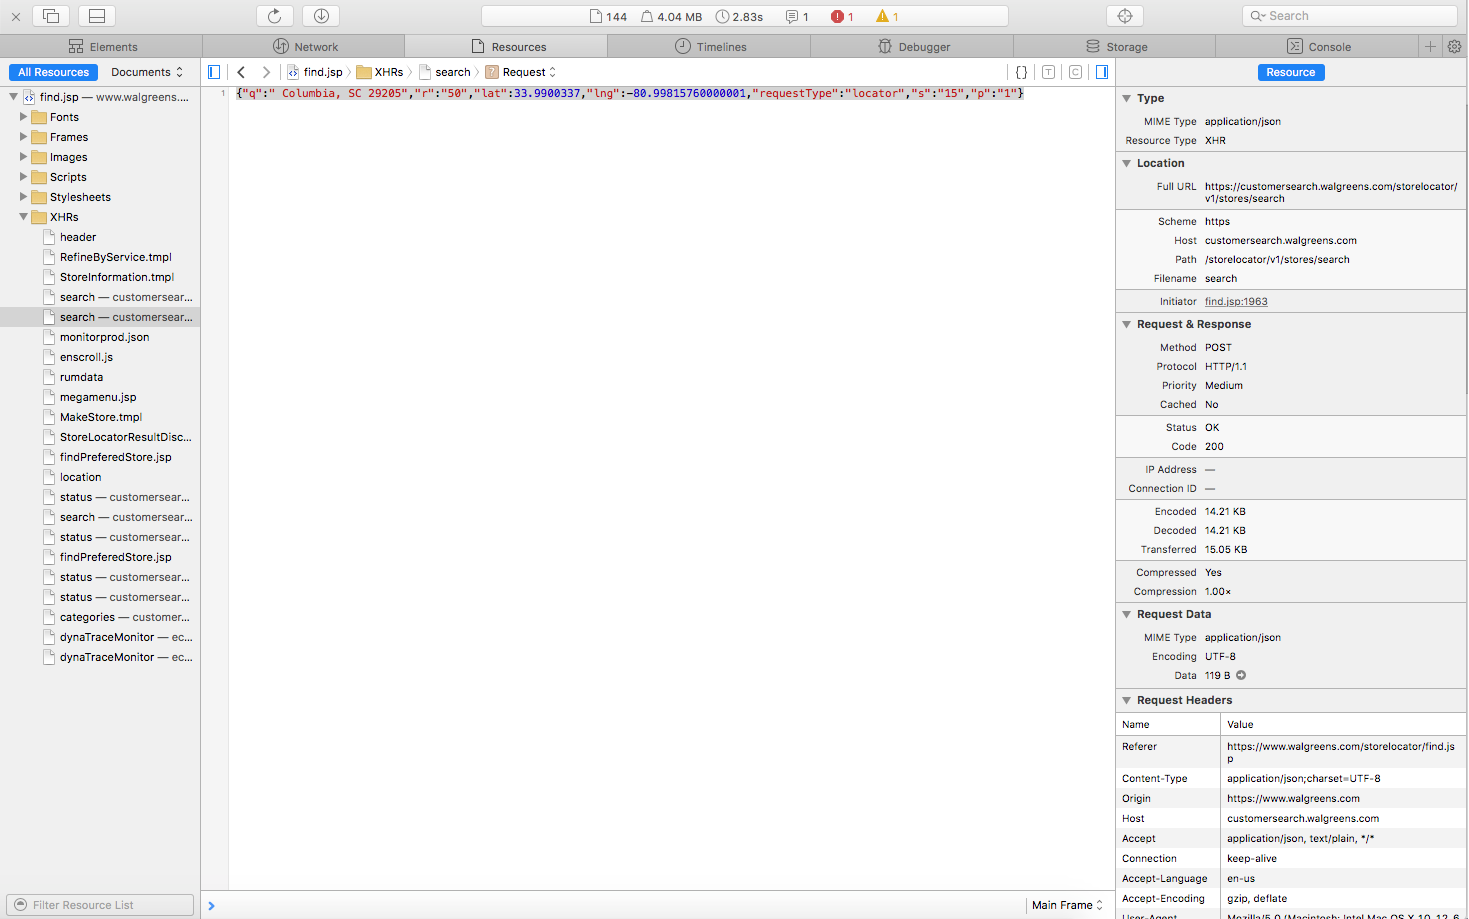 144 4.04 MB 2.83s 1 1 1 Search
Elements Network Resources Timelines Debugger Storage Console
All Resources Documents find.jsp XHRs search Request {} T C Resource
find.jsp — www.walgreens....
Fonts
Frames
Images
Scripts
Stylesheets
XHRs
header
RefineByService.tmpl
StoreInformation.tmpl
search — customersear...
search — customersear...
monitorprod.json
enscroll.js
rumdata
megamenu.jsp
MakeStore.tmpl
StoreLocatorResultDisc...
findPreferedStore.jsp
location
status — customersear...
search — customersear...
status — customersear...
findPreferedStore.jsp
status — customersear...
status — customersear...
categories — customer...
dynaTraceMonitor — ec...
dynaTraceMonitor — ec...
Filter Resource List
1 {"q":" Columbia, SC 29205","r":"50","lat":33.9900337,"lng":-80.99815760000001,"requestType":"locator","s":"15","p":"1"}
Main Frame
Type
MIME Type application/json
Resource Type XHR
Location
Full URL https://customersearch.walgreens.com/storelocator/
v1/stores/search
Scheme https
Host customersearch.walgreens.com
Path /storelocator/v1/stores/search
Filename search
Initiator find.jsp:1963
Request & Response
Method POST
Protocol HTTP/1.1
Priority Medium
Cached No
Status OK
Code 200
IP Address —
Connection ID —
Encoded 14.21 KB
Decoded 14.21 KB
Transferred 15.05 KB
Compressed Yes
Compression 1.00×
Request Data
MIME Type application/json
Encoding UTF-8
Data 119 B
Request Headers
Name Value
Referer https://www.walgreens.com/storelocator/find.js
p
Content-Type application/json;charset=UTF-8
Origin https://www.walgreens.com
Host customersearch.walgreens.com
Accept application/json, text/plain, */*
Connection keep-alive
Accept-Language en-us
Accept-Encoding gzip, deflate
User-Agent Mozilla/5.0 (Macintosh; Intel Mac OS X 10_12_6